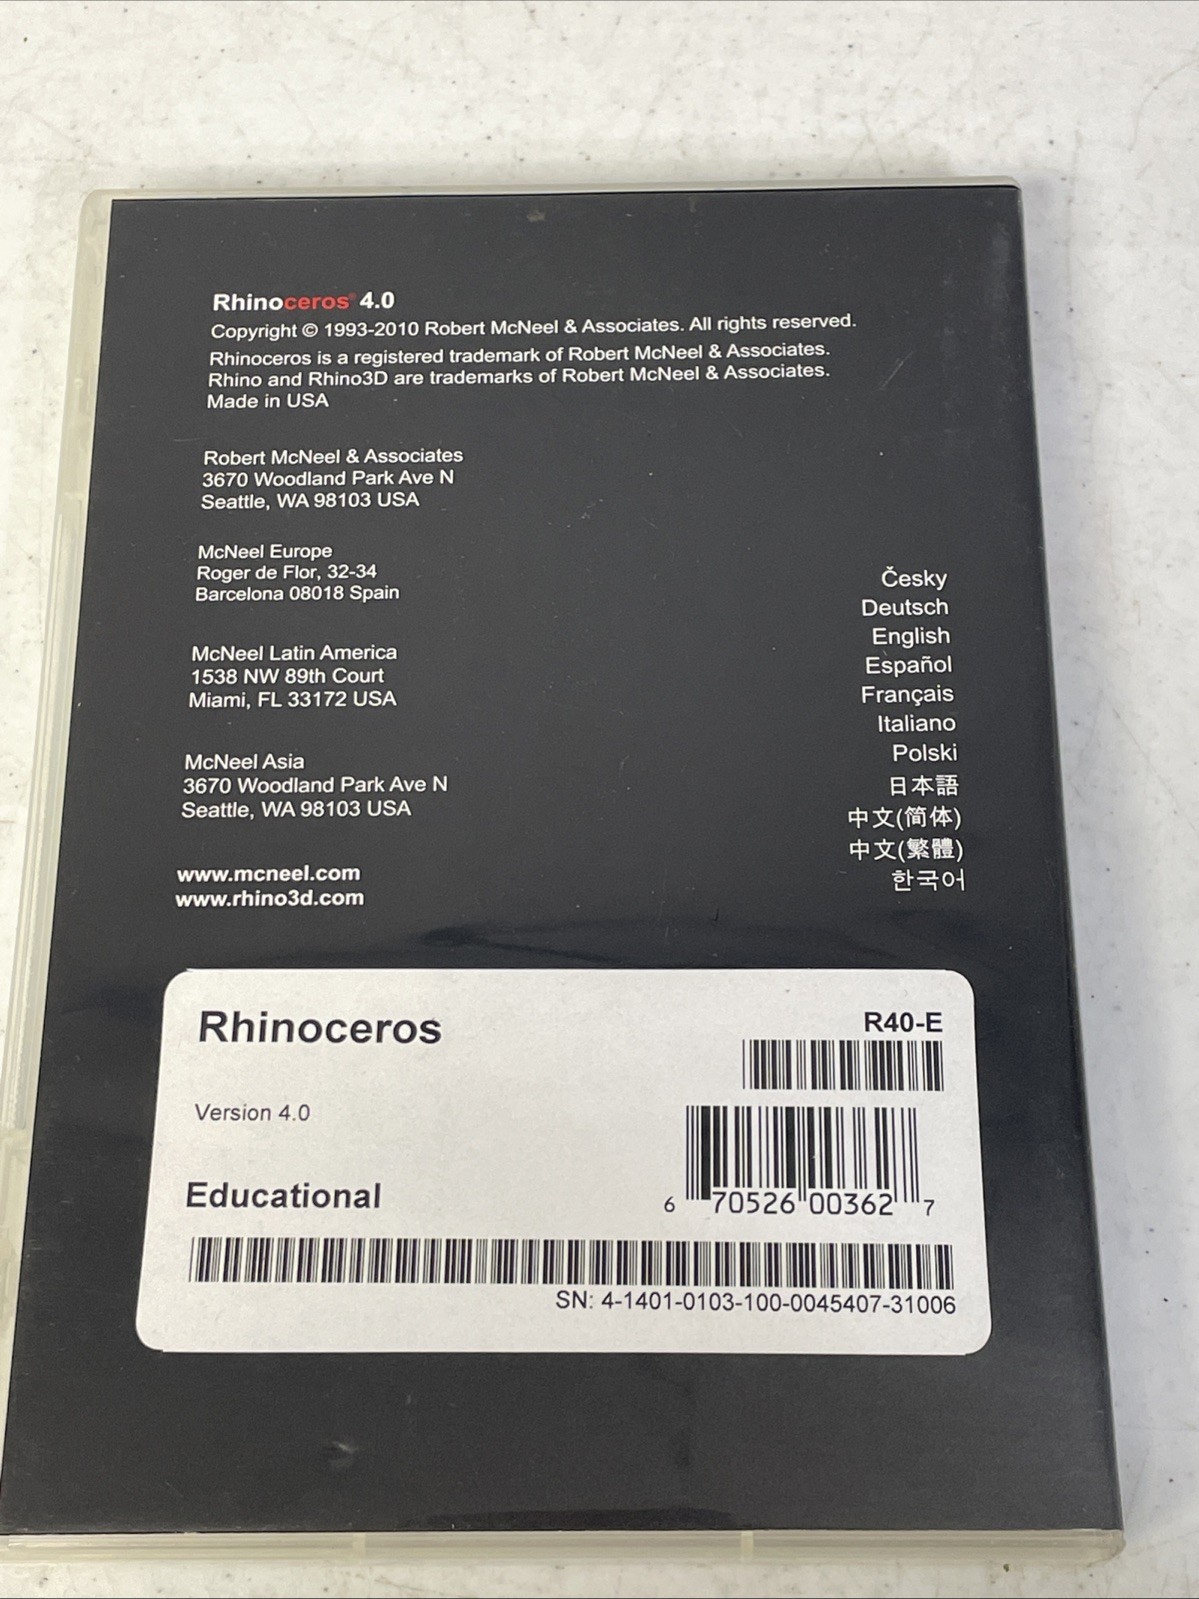 Rhinoceros® 4.0
Copyright © 1993-2010 Robert McNeel & Associates. All rights reserved.
Rhinoceros is a registered trademark of Robert McNeel & Associates.
Rhino and Rhino3D are trademarks of Robert McNeel & Associates.
Made in USA
Robert McNeel & Associates
3670 Woodland Park Ave N
Seattle, WA 98103 USA
McNeel Europe
Roger de Flor, 32-34
Barcelona 08018 Spain
McNeel Latin America
1538 NW 89th Court
Miami, FL 33172 USA
McNeel Asia
3670 Woodland Park Ave N
Seattle, WA 98103 USA
www.mcneel.com
www.rhino3d.com
Česky
Deutsch
English
Español
Français
Italiano
Polski
日本語
中文(简体)
中文(繁體)
한국어
Rhinoceros
R40-E
Version 4.0
Educational
6 70526 00362 7
SN: 4-1401-0103-100-0045407-31006